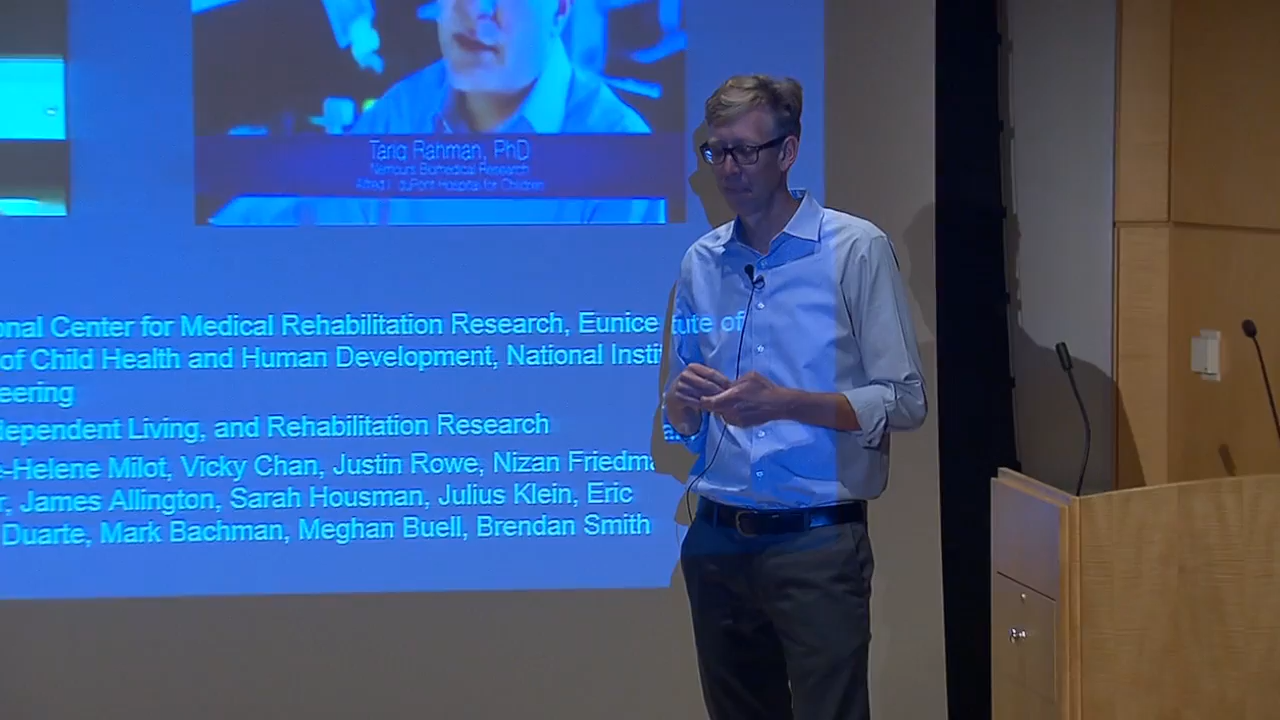 Tariq Rahman, PhD
Nemours Biomedical Research
Alfred I. duPont Hospital for Children
onal Center for Medical Rehabilitation Research, Eunice tute of
of Child Health and Human Development, National Instit
eering
dependent Living, and Rehabilitation Research
-Helene Milot, Vicky Chan, Justin Rowe, Nizan Friedma
r, James Allington, Sarah Housman, Julius Klein, Eric
Duarte, Mark Bachman, Meghan Buell, Brendan Smith